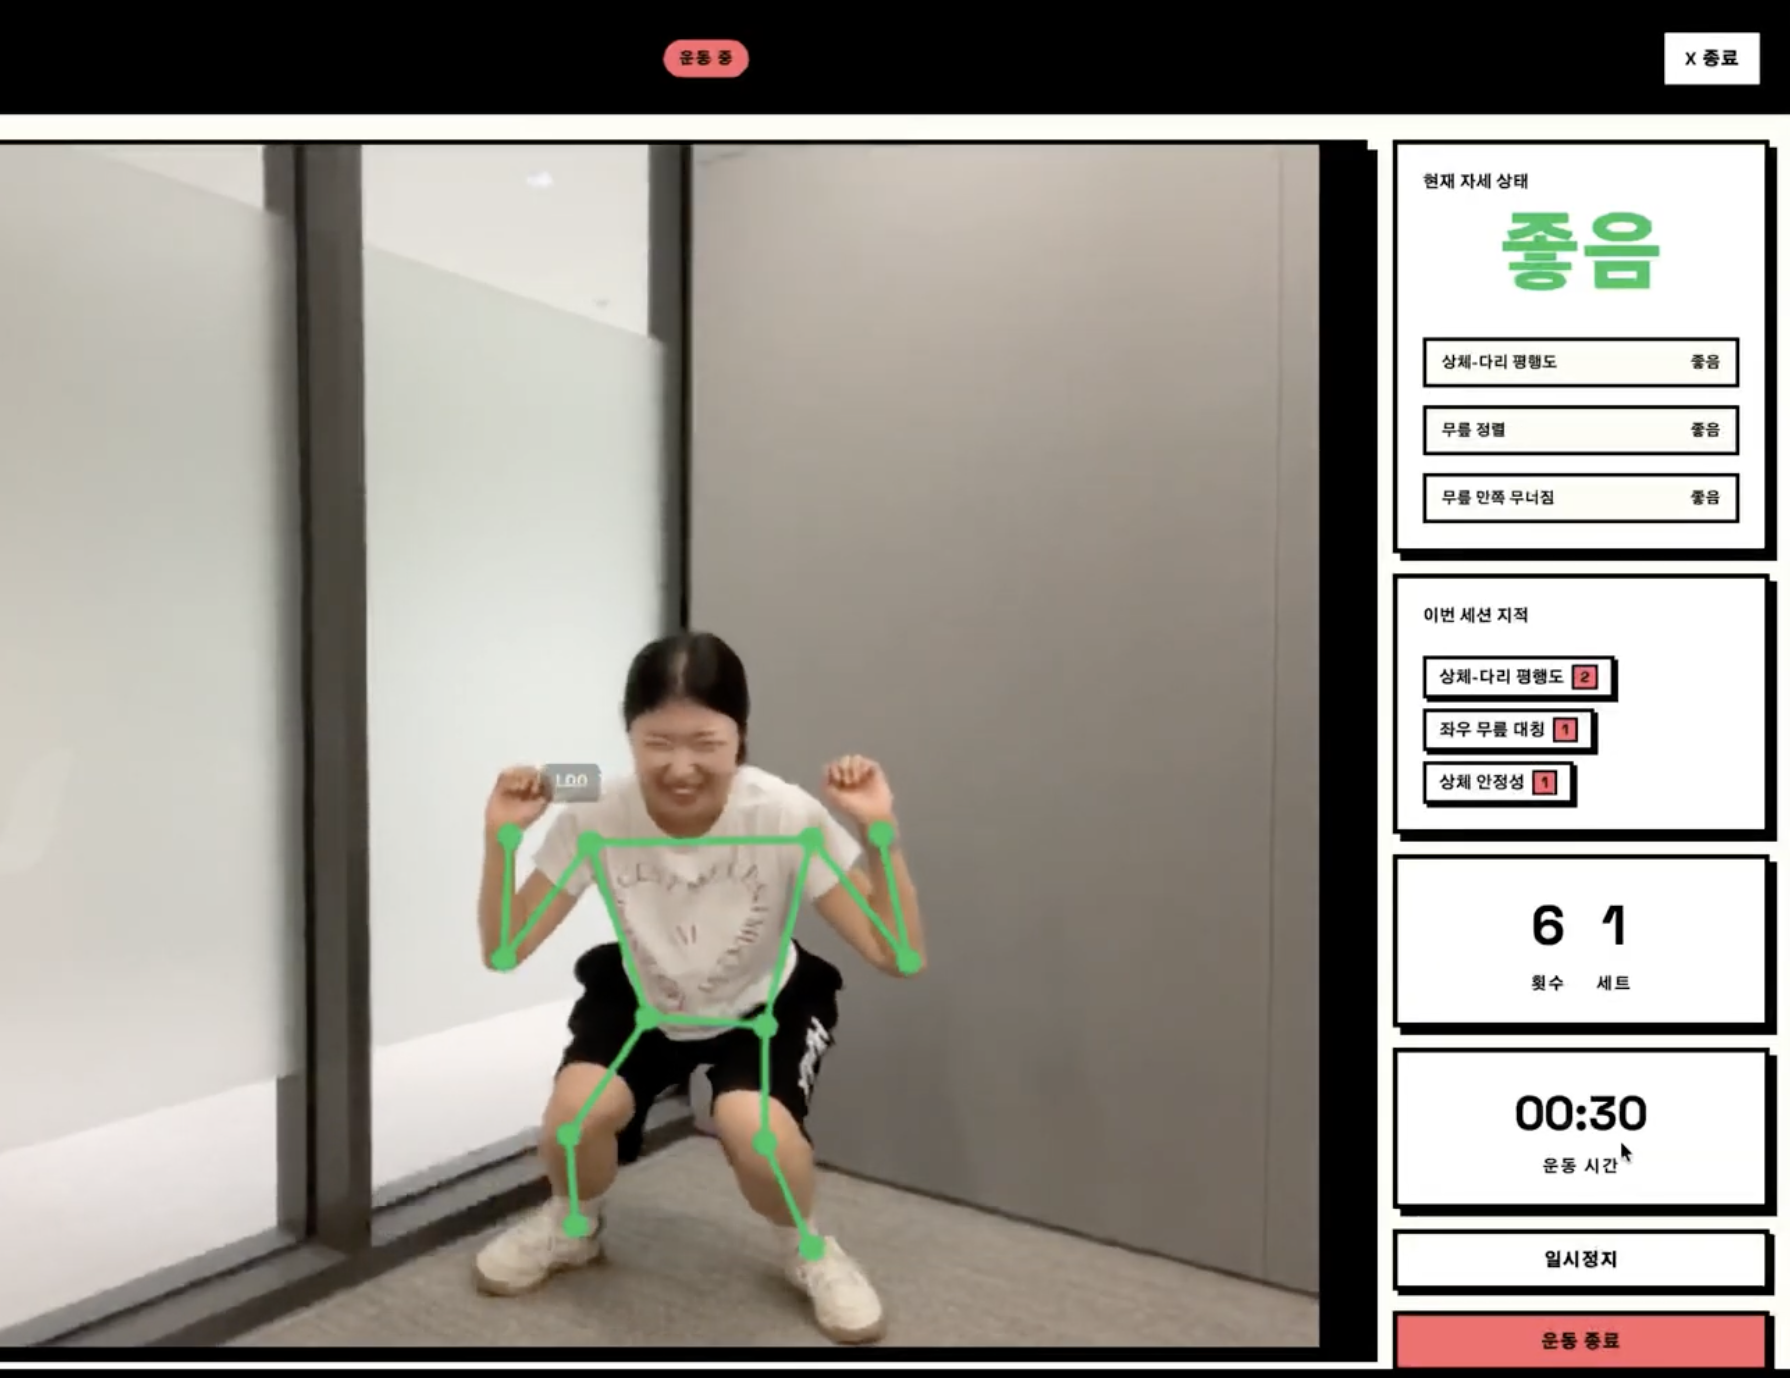 운동 중
X 종료
현재 자세 상태
좋음
상체-다리 평행도 좋음
무릎 정렬 좋음
무릎 안쪽 무너짐 좋음
이번 세션 지적
상체-다리 평행도 2
좌우 무릎 대칭 1
상체 안정성 1
6 1
횟수 세트
00:30
운동 시간
일시정지
운동 종료